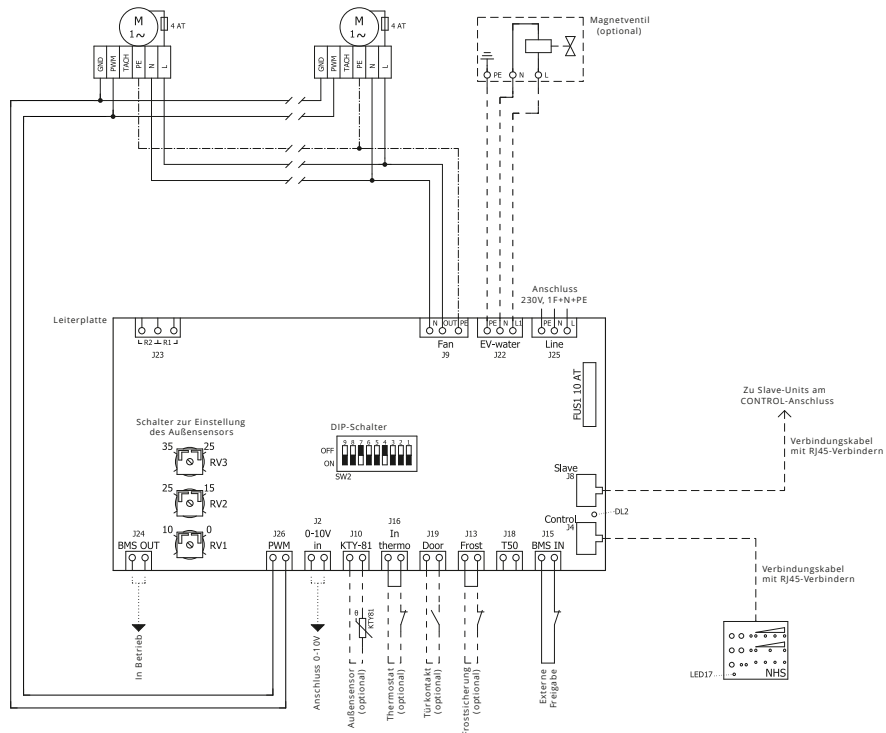 M
1~
4 AT
M
1~
4 AT
Magnetventil
(optional)
GND
PWM
TACH
PE
N
L
GND
PWM
TACH
PE
N
L
PE
N
L
Anschluss
230V, 1F+N+PE
Leiterplatte
R2
R1
J23
N
OUT
PE
Fan
J9
PE
N
L1
EV-water
J22
PE
N
L
Line
J25
FUS1 10 AT
Zu Slave-Units am
CONTROL-Anschluss
Schalter zur Einstellung
des Außensensors
35
25
RV3
25
15
RV2
10
0
RV1
DIP-Schalter
9 8 7 6 5 4 3 2 1
OFF
ON
SW2
Verbindungskabel
mit RJ45-Verbindern
Slave
J8
DL2
Control
J4
J24
BMS OUT
J26
PWM
J2
0-10V
in
J10
KTY-81
J16
In
thermo
J19
Door
J13
Frost
J18
T50
J15
BMS IN
Verbindungskabel
mit RJ45-Verbindern
θ
KTY81
In Betrieb
Anschluss 0-10V
Außensensor
(optional)
Thermostat
(optional)
Türkontakt
(optional)
Frostsicherung
(optional)
Externe
Freigabe
LED17
NHS